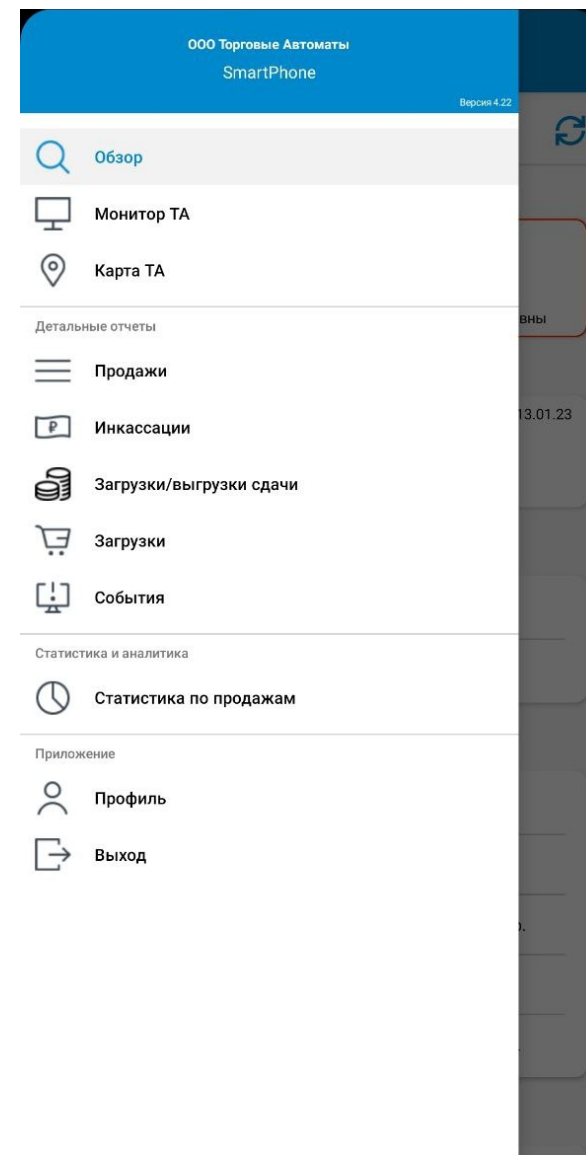 ООО Торговые Автоматы
SmartPhone
Версия 4.22
Обзор
Монитор ТА
Карта ТА
вны
Детальные отчеты
Продажи
13.01.23
Инкассации
Загрузки/выгрузки сдачи
Загрузки
События
Статистика и аналитика
Статистика по продажам
Приложение
Профиль
Выход